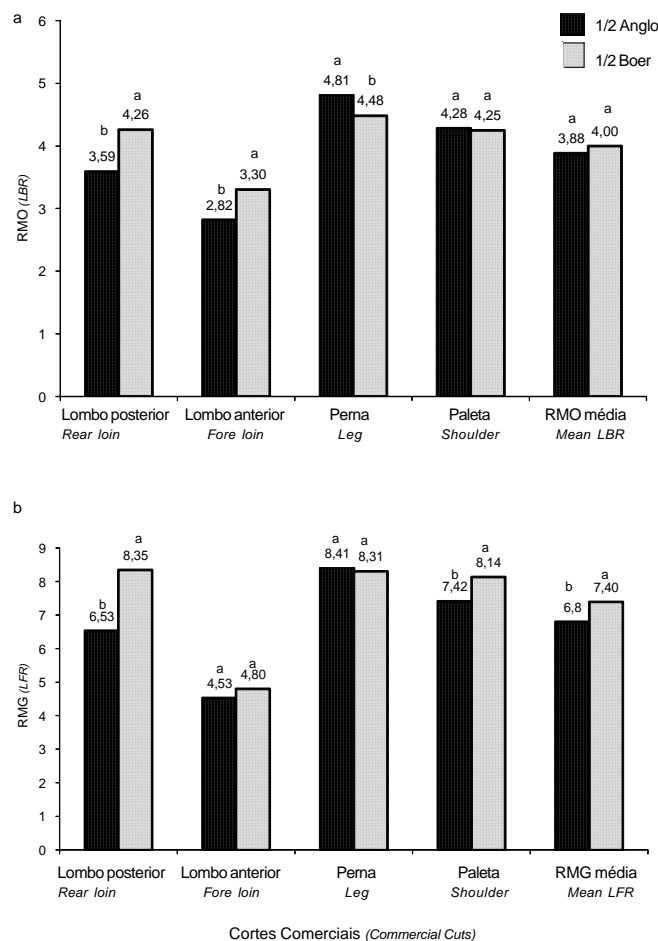 a
6
5
4
3
2
1
0
RMO (LBR)
1/2 Anglo
1/2 Boer
b
3,59
a
4,26
b
2,82
a
3,30
a
4,81
b
4,48
a
4,28
a
4,25
a
3,88
a
4,00
Lombo posterior Lombo anterior Perna Paleta RMO média
Rear loin Fore loin Leg Shoulder Mean LBR
b
9
8
7
6
5
4
3
2
1
0
RMG (LFR)
b
6,53
a
8,35
a
4,53
a
4,80
a
8,41
a
8,31
b
7,42
a
8,14
b
6,8
a
7,40
Lombo posterior Lombo anterior Perna Paleta RMG média
Rear loin Fore loin Leg Shoulder Mean LFR
Cortes Comerciais (Commercial Cuts)